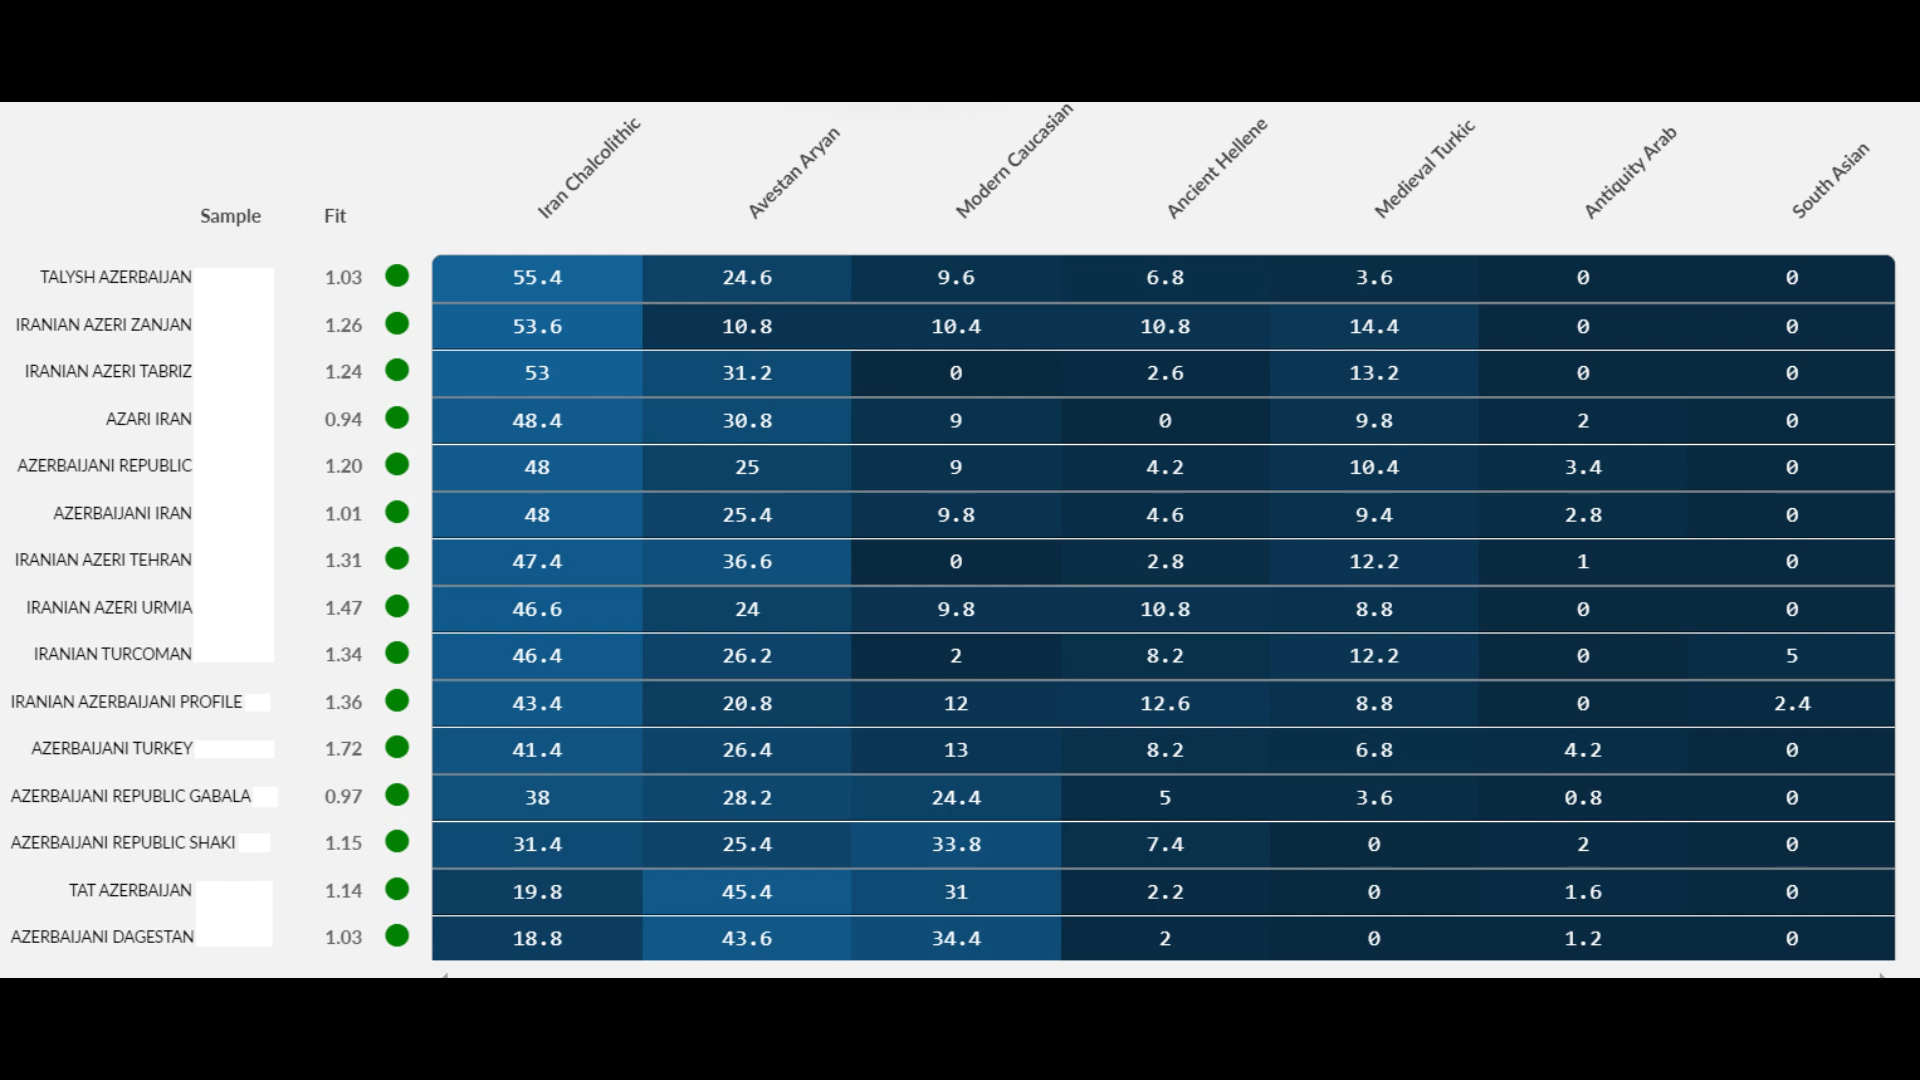 Sample Fit Iran Chalcolithic Avestan Aryan Modern Caucasian Ancient Hellene Medieval Turkic Antiquity Arab South Asian
TALYSH AZERBAIJAN 1.03 55.4 24.6 9.6 6.8 3.6 0 0
IRANIAN AZERI ZANJAN 1.26 53.6 10.8 10.4 10.8 14.4 0 0
IRANIAN AZERI TABRIZ 1.24 53 31.2 0 2.6 13.2 0 0
AZARI IRAN 0.94 48.4 30.8 9 0 9.8 2 0
AZERBAIJANI REPUBLIC 1.20 48 25 9 4.2 10.4 3.4 0
AZERBAIJANI IRAN 1.01 48 25.4 9.8 4.6 9.4 2.8 0
IRANIAN AZERI TEHRAN 1.31 47.4 36.6 0 2.8 12.2 1 0
IRANIAN AZERI URMIA 1.47 46.6 24 9.8 10.8 8.8 0 0
IRANIAN TURCOMAN 1.34 46.4 26.2 2 8.2 12.2 0 5
IRANIAN AZERBAIJANI PROFILE 1.36 43.4 20.8 12 12.6 8.8 0 2.4
AZERBAIJANI TURKEY 1.72 41.4 26.4 13 8.2 6.8 4.2 0
AZERBAIJANI REPUBLIC GABALA 0.97 38 28.2 24.4 5 3.6 0.8 0
AZERBAIJANI REPUBLIC SHAKI 1.15 31.4 25.4 33.8 7.4 0 2 0
TAT AZERBAIJAN 1.14 19.8 45.4 31 2.2 0 1.6 0
AZERBAIJANI DAGESTAN 1.03 18.8 43.6 34.4 2 0 1.2 0